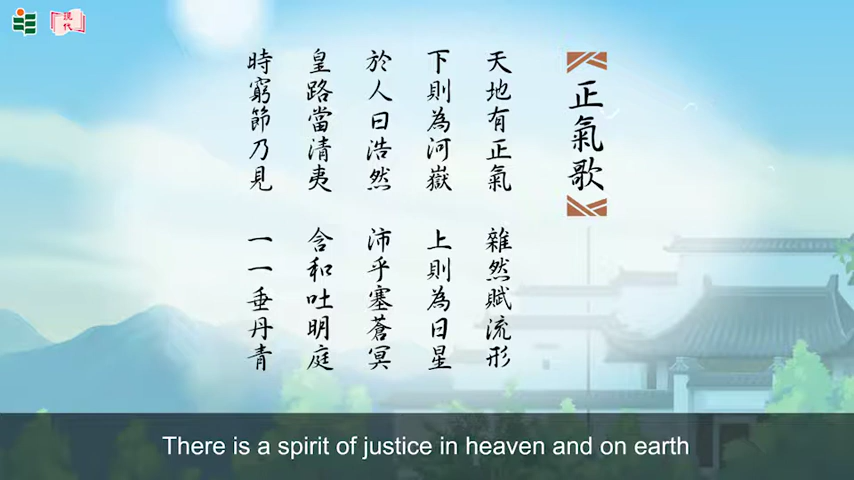 現代
正氣歌
天地有正氣 雜然賦流形
下則為河嶽 上則為日星
於人曰浩然 沛乎塞蒼冥
皇路當清夷 含和吐明庭
時窮節乃見 一一垂丹青
There is a spirit of justice in heaven and on earth